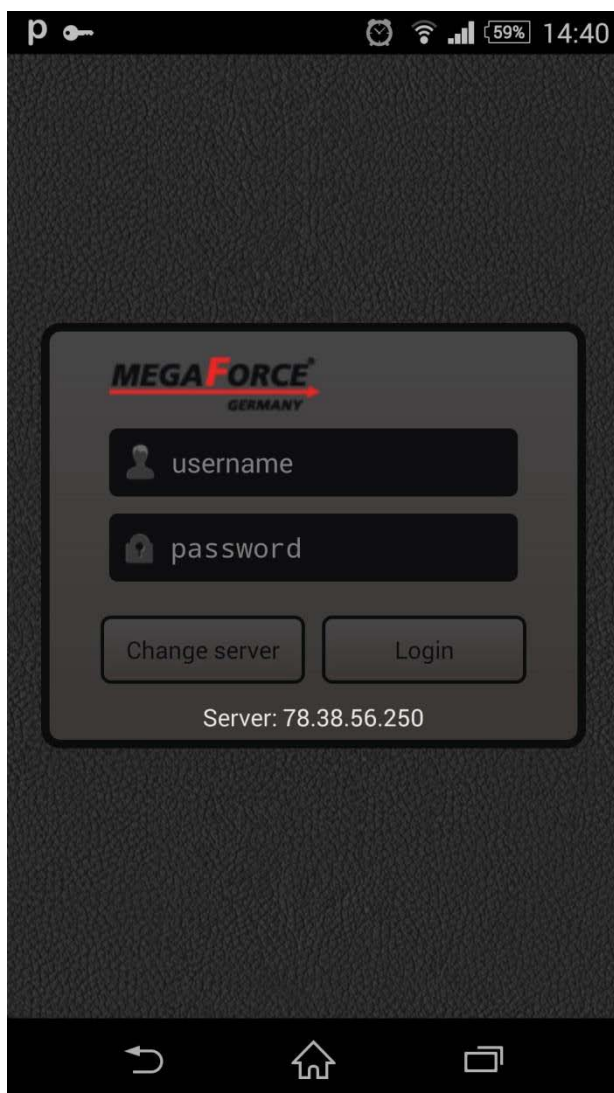 p 59% 14:40
MEGAFORCE®
GERMANY
username
password
Change server Login
Server: 78.38.56.250